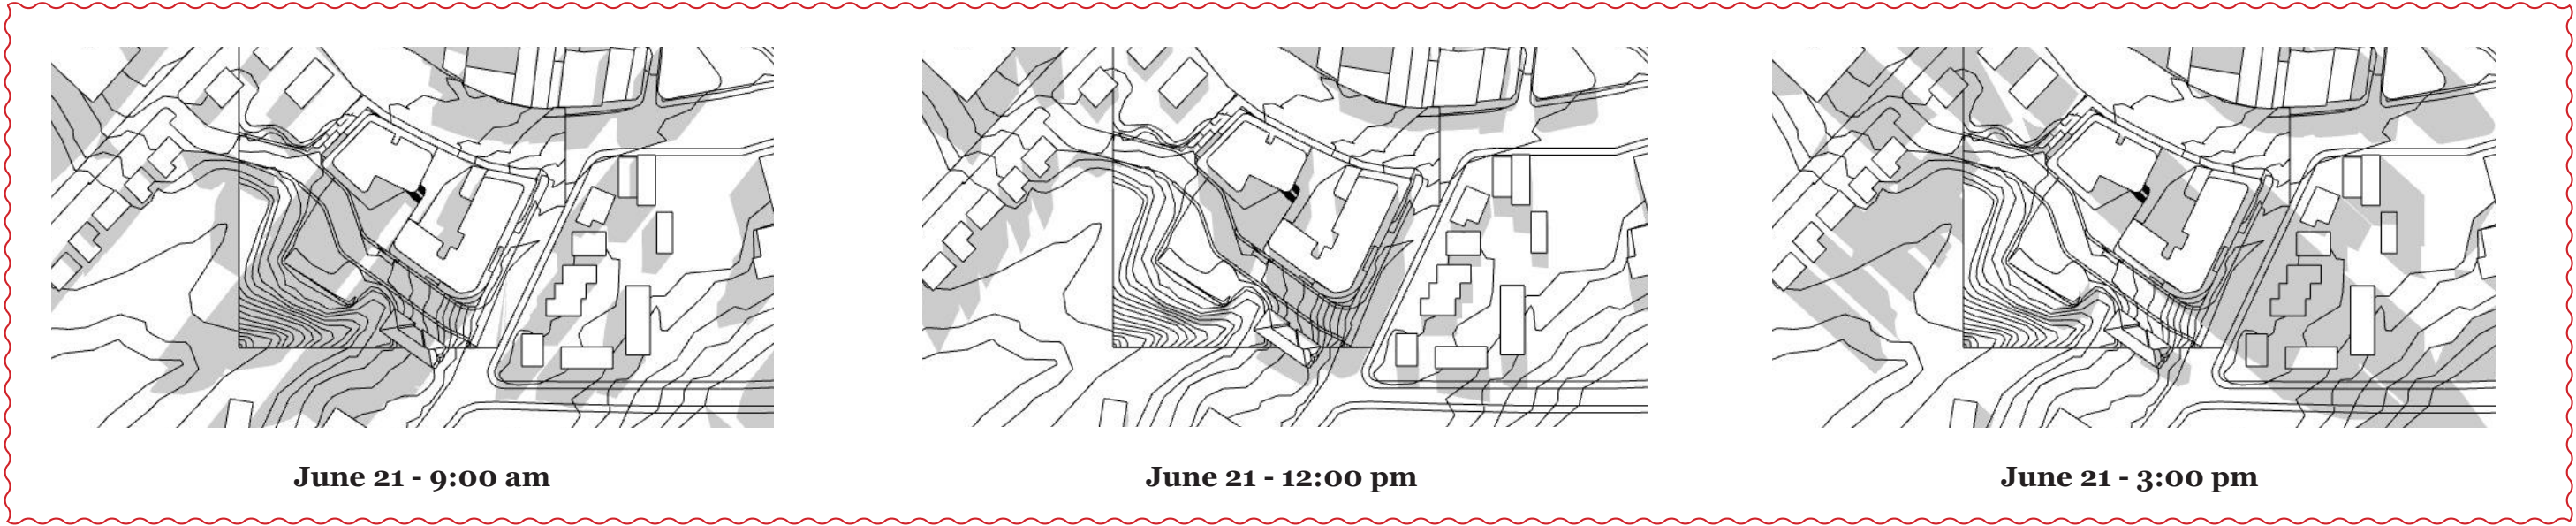 June 21 - 9:00 am
June 21 - 12:00 pm
June 21 - 3:00 pm